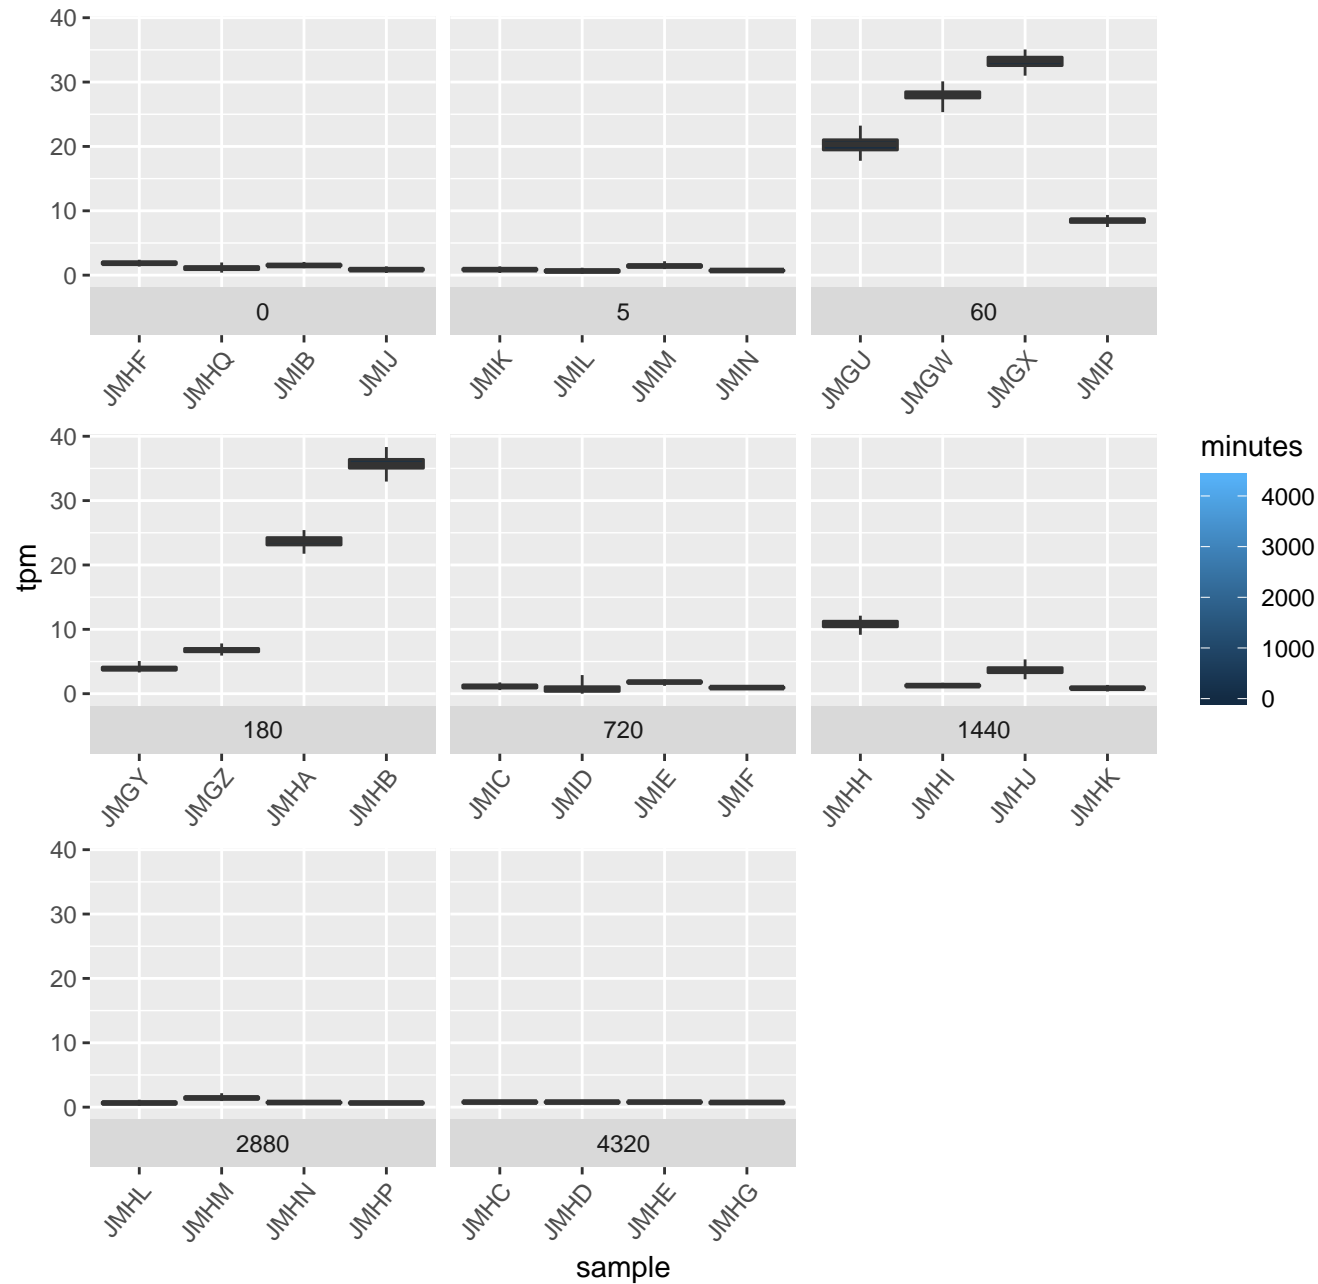 40
30
20
10
0
0
5
60
JMHF
JMHQ
JMIB
JMIJ
JMIK
JMIL
JMIM
JMIN
JMGU
JMGW
JMGX
JMIP
tpm
40
30
20
10
0
180
720
1440
JMGY
JMGZ
JMHA
JMHB
JMIC
JMID
JMIE
JMIF
JMHH
JMHI
JMHJ
JMHK
40
30
20
10
0
2880
4320
JMHL
JMHM
JMHN
JMHP
JMHC
JMHD
JMHE
JMHG
sample
minutes
4000
3000
2000
1000
0